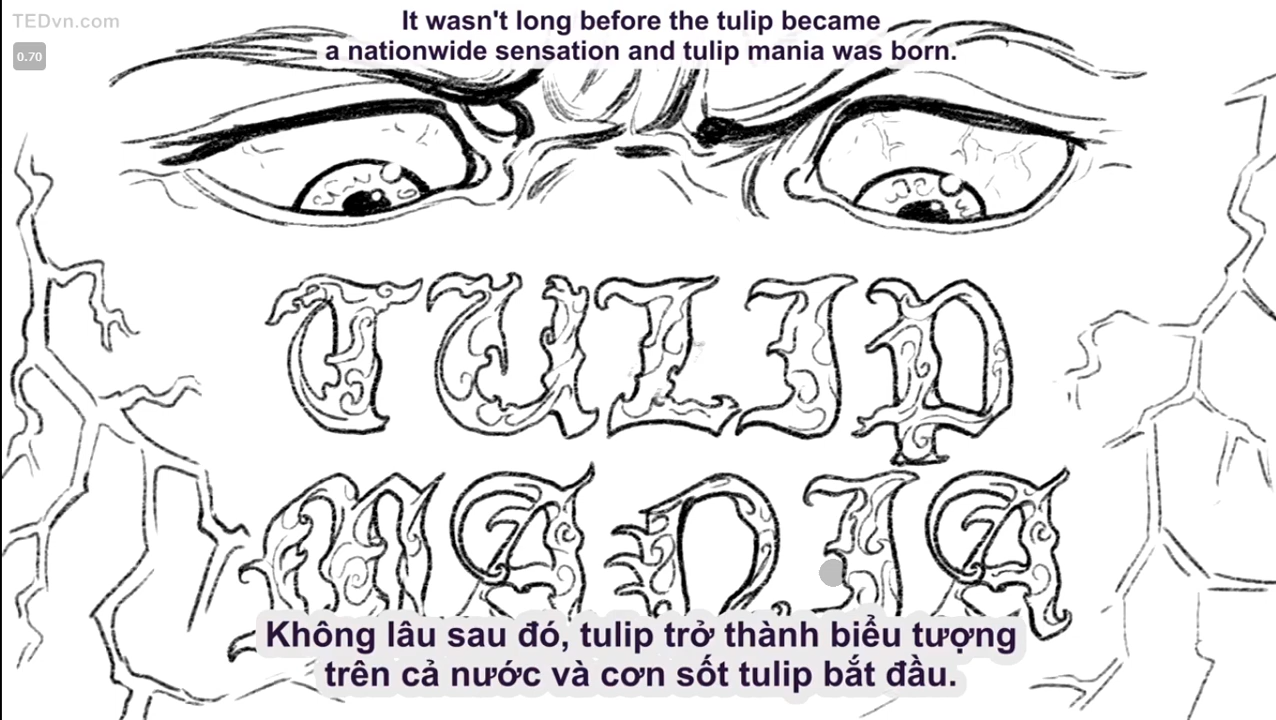 TEDvn.com
It wasn't long before the tulip became
a nationwide sensation and tulip mania was born.
0.70
TULIP
MANIA
Không lâu sau đó, tulip trở thành biểu tượng
trên cả nước và cơn sốt tulip bắt đầu.